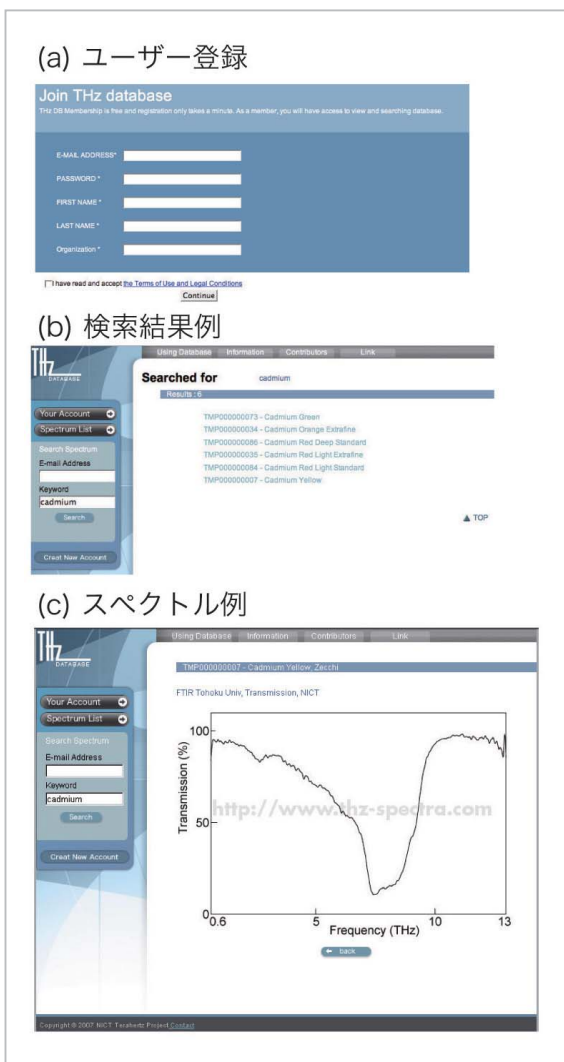 (a) ユーザー登録
Join THz database
THz DB Membership is free and registration only takes a minute. As a member, you will have access to view and searching database.
E-MAIL ADDRESS*
PASSWORD *
FIRST NAME *
LAST NAME *
Organization *
I have read and accept the Terms of Use and Legal Conditions
Continue
(b) 検索結果例
THz
DATABASE
Using Database Information Contributors Link
Searched for cadmium
Results : 6
TMP000000073 - Cadmium Green
TMP000000034 - Cadmium Orange Extrafine
TMP000000086 - Cadmium Red Deep Standard
TMP000000035 - Cadmium Red Light Extrafine
TMP000000084 - Cadmium Red Light Standard
TMP000000007 - Cadmium Yellow
TOP
Your Account
Spectrum List
Search Spectrum
E-mail Address
Keyword
cadmium
Search
Creat New Account
(c) スペクトル例
THz
DATABASE
Using Database Information Contributors Link
TMP000000007 - Cadmium Yellow, Zecchi
FTIR Tohoku Univ, Transmission, NICT
Your Account
Spectrum List
Search Spectrum
E-mail Address
Keyword
cadmium
Search
Creat New Account
100
50
0
Transmission (%)
http://www.thz-spectra.com
0.6 5 10 13
Frequency (THz)
back
Copyright © 2007 NICT Terahertz Project Contact